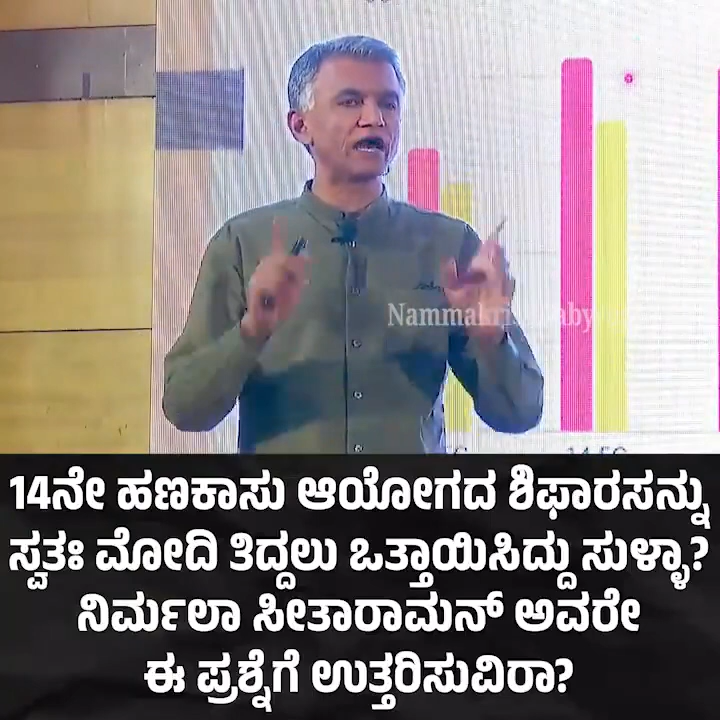 14ನೇ ಹಣಕಾಸು ಆಯೋಗದ ಶಿಫಾರಸನ್ನು
ಸ್ವತಃ ಮೋದಿ ತಿದ್ದಲು ಒತ್ತಾಯಿಸಿದ್ದು ಸುಳ್ಳಾ?
ನಿರ್ಮಲಾ ಸೀತಾರಾಮನ್ ಅವರೇ
ಈ ಪ್ರಶ್ನೆಗೆ ಉತ್ತರಿಸುವಿರಾ?